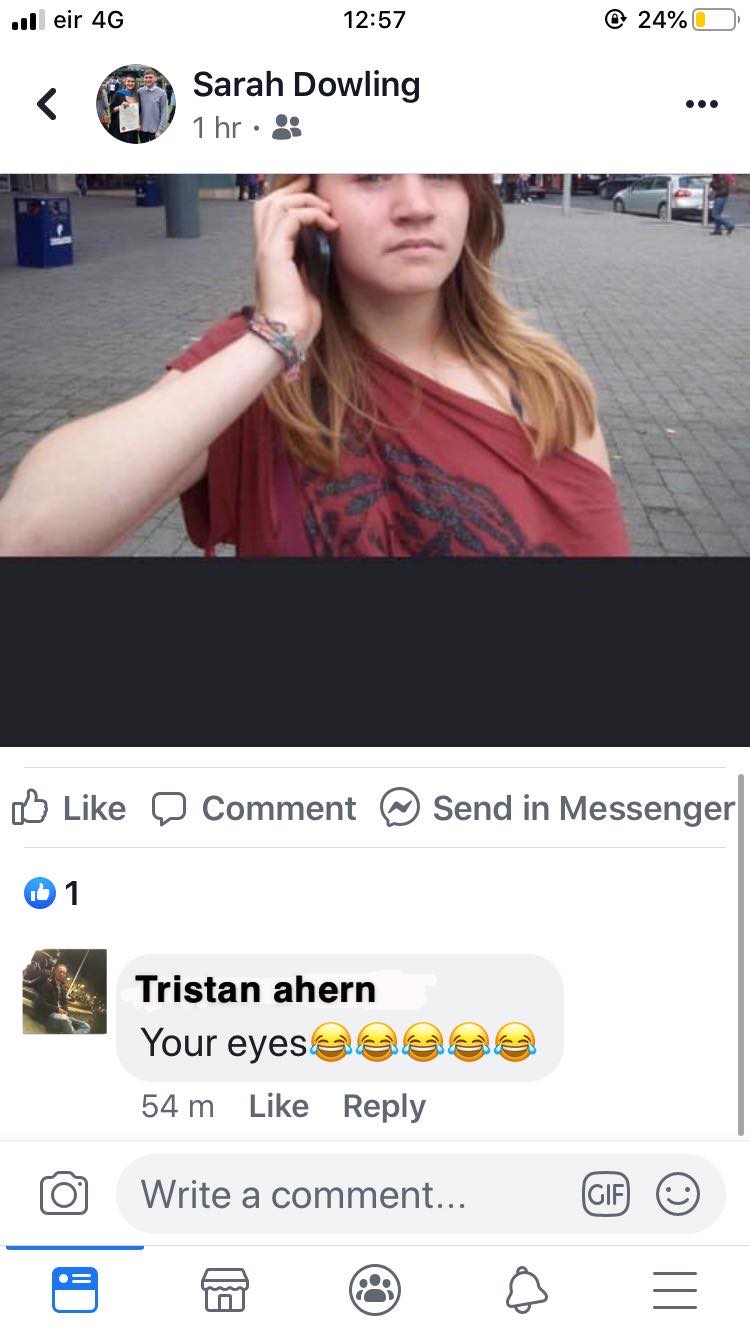 eir 4G 12:57 24%
Sarah Dowling
1 hr ·
Like Comment Send in Messenger
1
Tristan ahern
Your eyes😂😂😂😂😂
54 m Like Reply
Write a comment... GIF